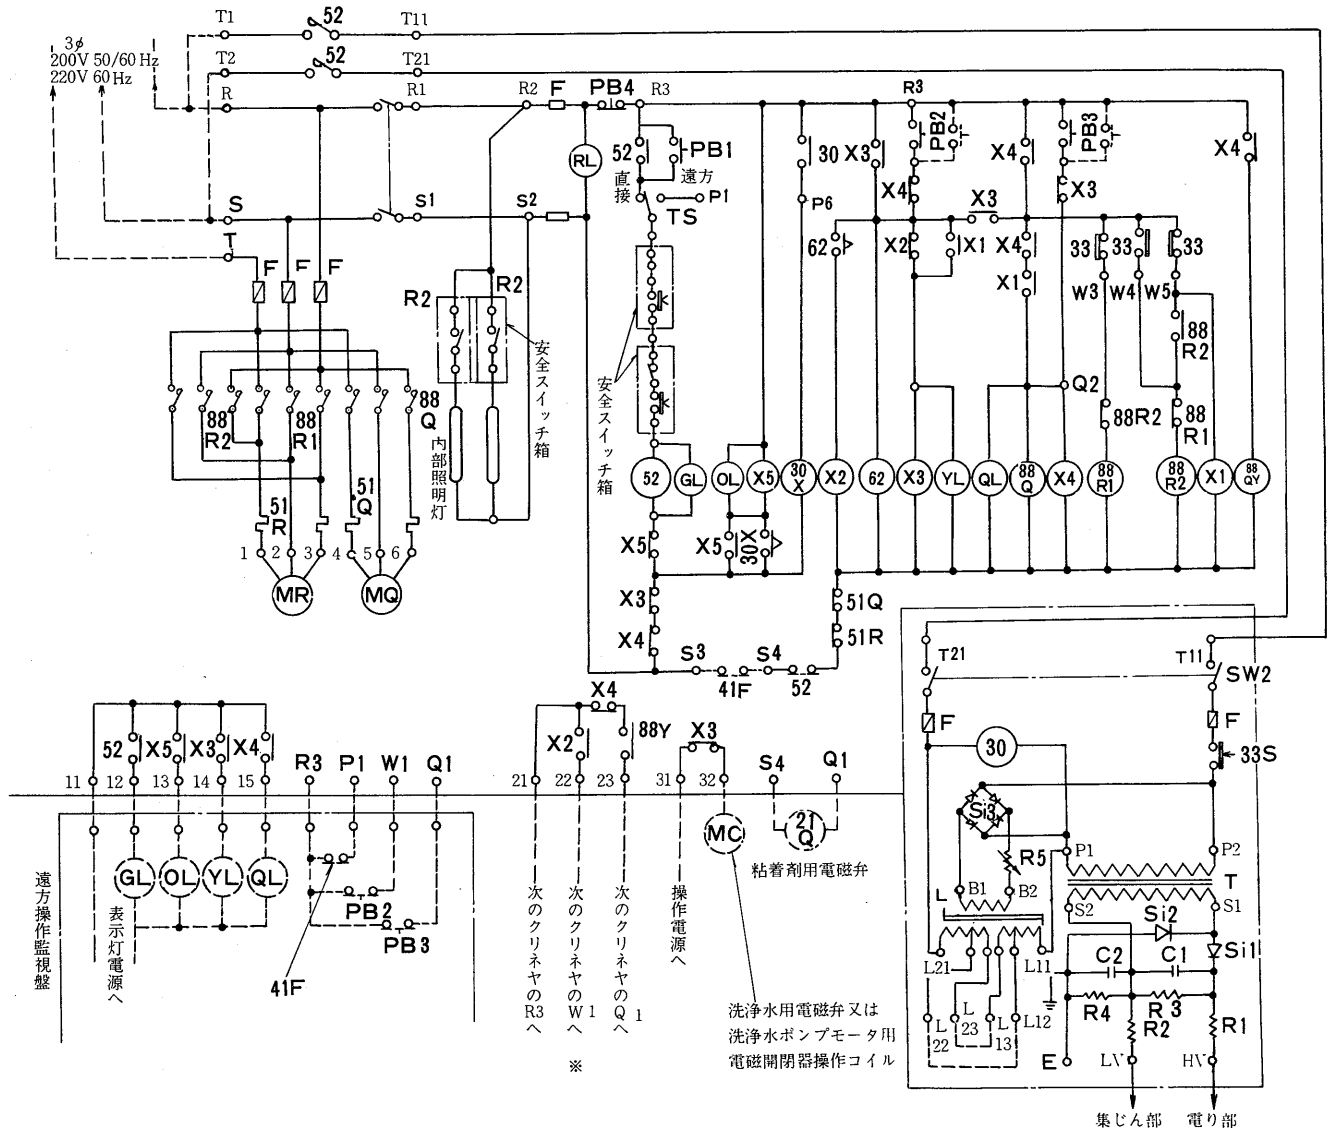 T1 52 T11
3φ
200V 50/60 Hz
220V 60 Hz
T2 52 T21
R R1 R2 F PB4 R3 R3
RL
52 PB1
直接 遠方
P1
TS
30 X3 PB2 X4 PB3 X4
X4 X3
P6
S S1 S2
T
F F F
62 X2 X1 X3 X4 33 33 33
X1
W3 W4 W5
R2 R2
安全スイッチ箱
安全スイッチ箱
88
R2
88
R2
88
R1
88
Q
内部照明灯
Q2
88R2
88
R1
52 GL OL X5 30
X X2 62 X3 YL QL 88
Q X4 88
R1 88
R2 X1 88
QY
51
R
51
Q
X5 X5 30X
1 2 3 4 5 6
MR MQ
X3
X4
51Q
51R
S3 41F S4 52
T21 T11 SW2
F F
30 33S
Si3
R5
P1 P2
L B1 B2 T
S2 S1
Si2
Si1
L21 L11
C2 C1
R4 R3
R2 R1
L
22
L
23
L
13
L12
E LV HV
集じん部 電り部
52 X5 X3 X4
11 12 13 14 15
R3 P1 W1 Q1
X4
X2 88Y
21 22 23
X3
31 32
S4 Q1
MC
21
Q
粘着剤用電磁弁
GL OL YL QL
PB2
PB3
41F
遠方操作監視盤
表示灯電源へ
次のクリネヤのR3へ
次のクリネヤのW1へ
※
次のクリネヤのQ1へ
操作電源へ
洗浄水用電磁弁又は
洗浄水ポンプモータ用
電磁開閉器操作コイル